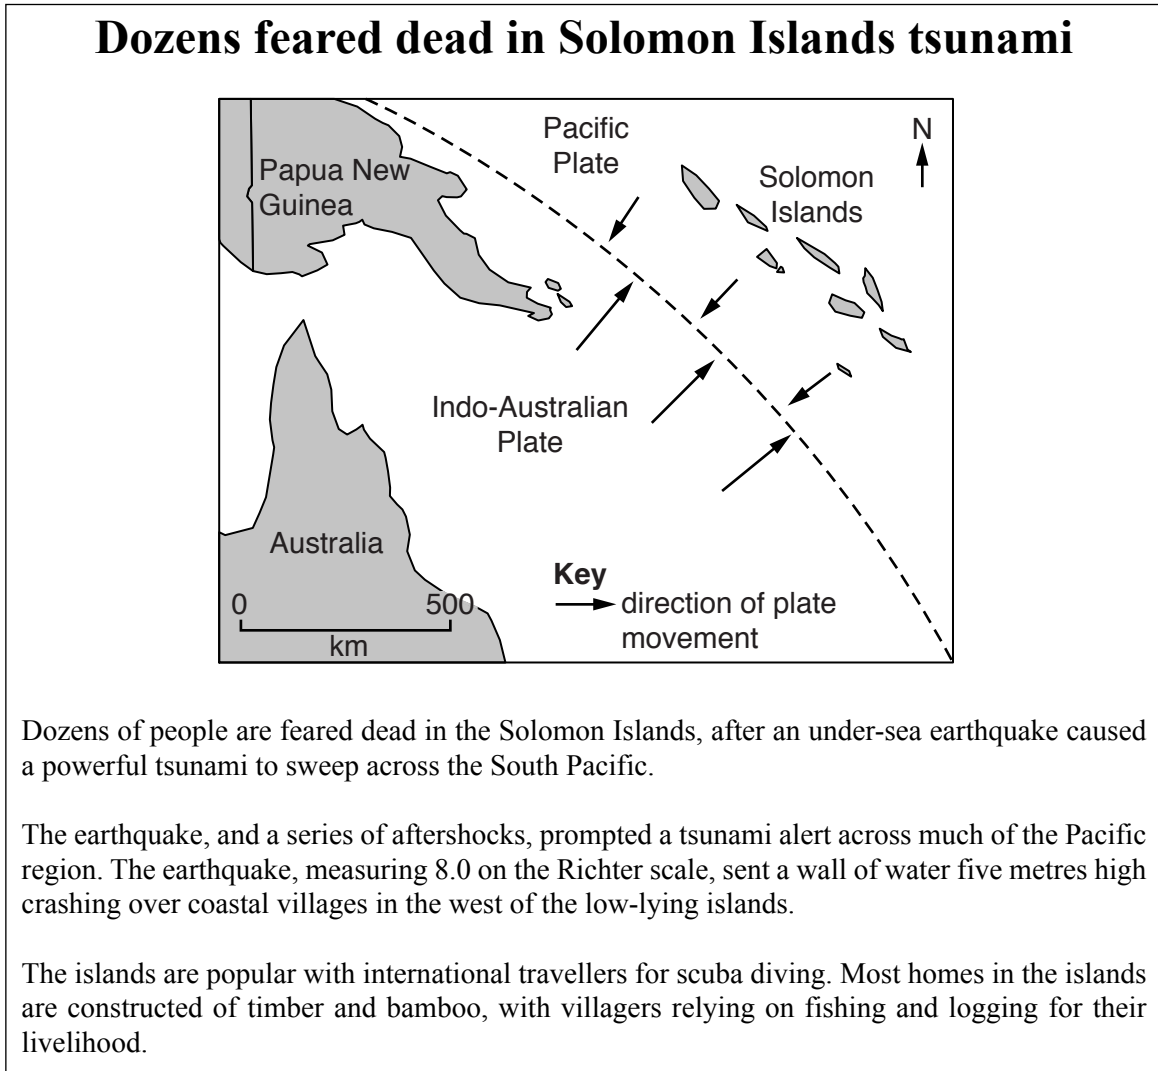 Dozens feared dead in Solomon Islands tsunami
Pacific
Plate
N
Papua New
Guinea
Solomon
Islands
Indo-Australian
Plate
Australia
Key
0 500
direction of plate
km
movement
Dozens of people are feared dead in the Solomon Islands, after an under-sea earthquake caused
a powerful tsunami to sweep across the South Pacific.
The earthquake, and a series of aftershocks, prompted a tsunami alert across much of the Pacific
region. The earthquake, measuring 8.0 on the Richter scale, sent a wall of water five metres high
crashing over coastal villages in the west of the low-lying islands.
The islands are popular with international travellers for scuba diving. Most homes in the islands
are constructed of timber and bamboo, with villagers relying on fishing and logging for their
livelihood.